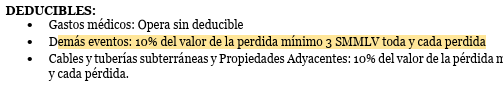 DEDUCIBLES:
• Gastos médicos: Opera sin deducible
• Demás eventos: 10% del valor de la perdida mínimo 3 SMMLV toda y cada perdida
• Cables y tuberías subterráneas y Propiedades Adyacentes: 10% del valor de la pérdida
y cada pérdida.